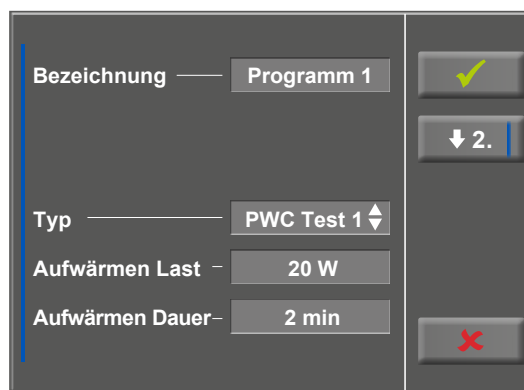 Bezeichnung Programm 1
2.
Typ PWC Test 1
Aufwärmen Last 20 W
Aufwärmen Dauer 2 min